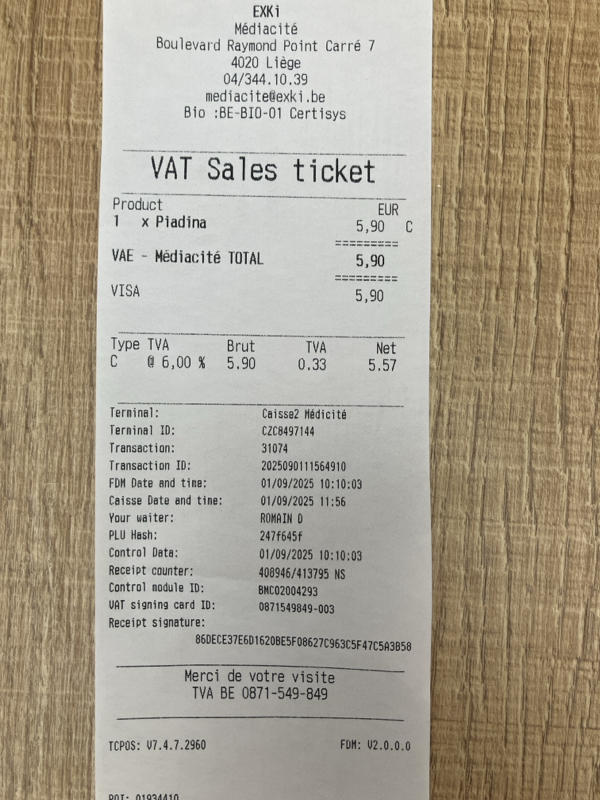 EXKi
Médiacité
Boulevard Raymond Point Carré 7
4020 Liège
04/344.10.39
mediacite@exki.be
Bio :BE-BIO-01 Certisys
VAT Sales ticket
Product EUR
1 x Piadina 5,90 C
=========
VAE - Médiacité TOTAL 5,90
=========
VISA 5,90
Type TVA Brut TVA Net
C @ 6,00 % 5.90 0.33 5.57
Terminal: Caisse2 Médicité
Terminal ID: CZC8497144
Transaction: 31074
Transaction ID: 2025090111564910
FDM Date and time: 01/09/2025 10:10:03
Caisse Date and time: 01/09/2025 11:56
Your waiter: ROMAIN D
PLU Hash: 247f645f
Control Data: 01/09/2025 10:10:03
Receipt counter: 408946/413795 NS
Control module ID: BMC02004293
VAT signing card ID: 0871549849-003
Receipt signature:
86DECE37E6D1620BE5F08627C963C5F47C5A3B58
Merci de votre visite
TVA BE 0871-549-849
TCPOS: V7.4.7.2960 FDM: V2.0.0.0
POI: 01934410